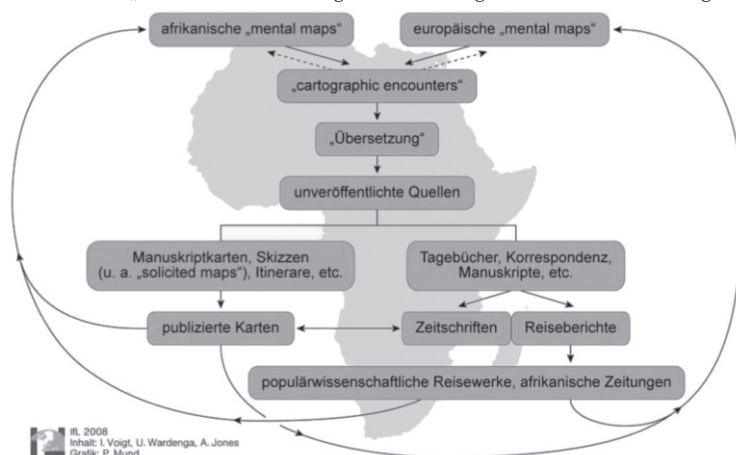 afrikanische „mental maps“
europäische „mental maps“
„cartographic encounters“
„Übersetzung“
unveröffentlichte Quellen
Manuskriptkarten, Skizzen
(u. a. „solicited maps“), Itinerare, etc.
Tagebücher, Korrespondenz,
Manuskripte, etc.
publizierte Karten
Zeitschriften
Reiseberichte
populärwissenschaftliche Reisewerke, afrikanische Zeitungen
IfL 2008
Inhalt: I. Voigt, U. Wardenga, A. Jones
Grafik: P. Mund